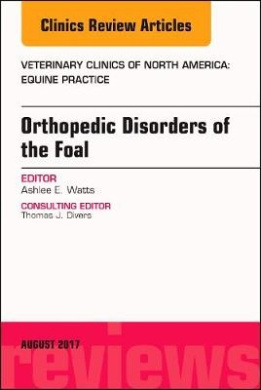 Clinics Review Articles
VETERINARY CLINICS OF NORTH AMERICA:
EQUINE PRACTICE
Orthopedic Disorders of
the Foal
EDITOR
Ashlee E. Watts
CONSULTING EDITOR
Thomas J. Divers
AUGUST 2017
reviews